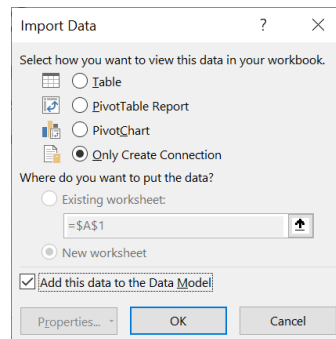 Import Data ? ×
Select how you want to view this data in your workbook.
Table
PivotTable Report
PivotChart
Only Create Connection
Where do you want to put the data?
Existing worksheet:
=$A$1
New worksheet
Add this data to the Data Model
Properties...
OK
Cancel